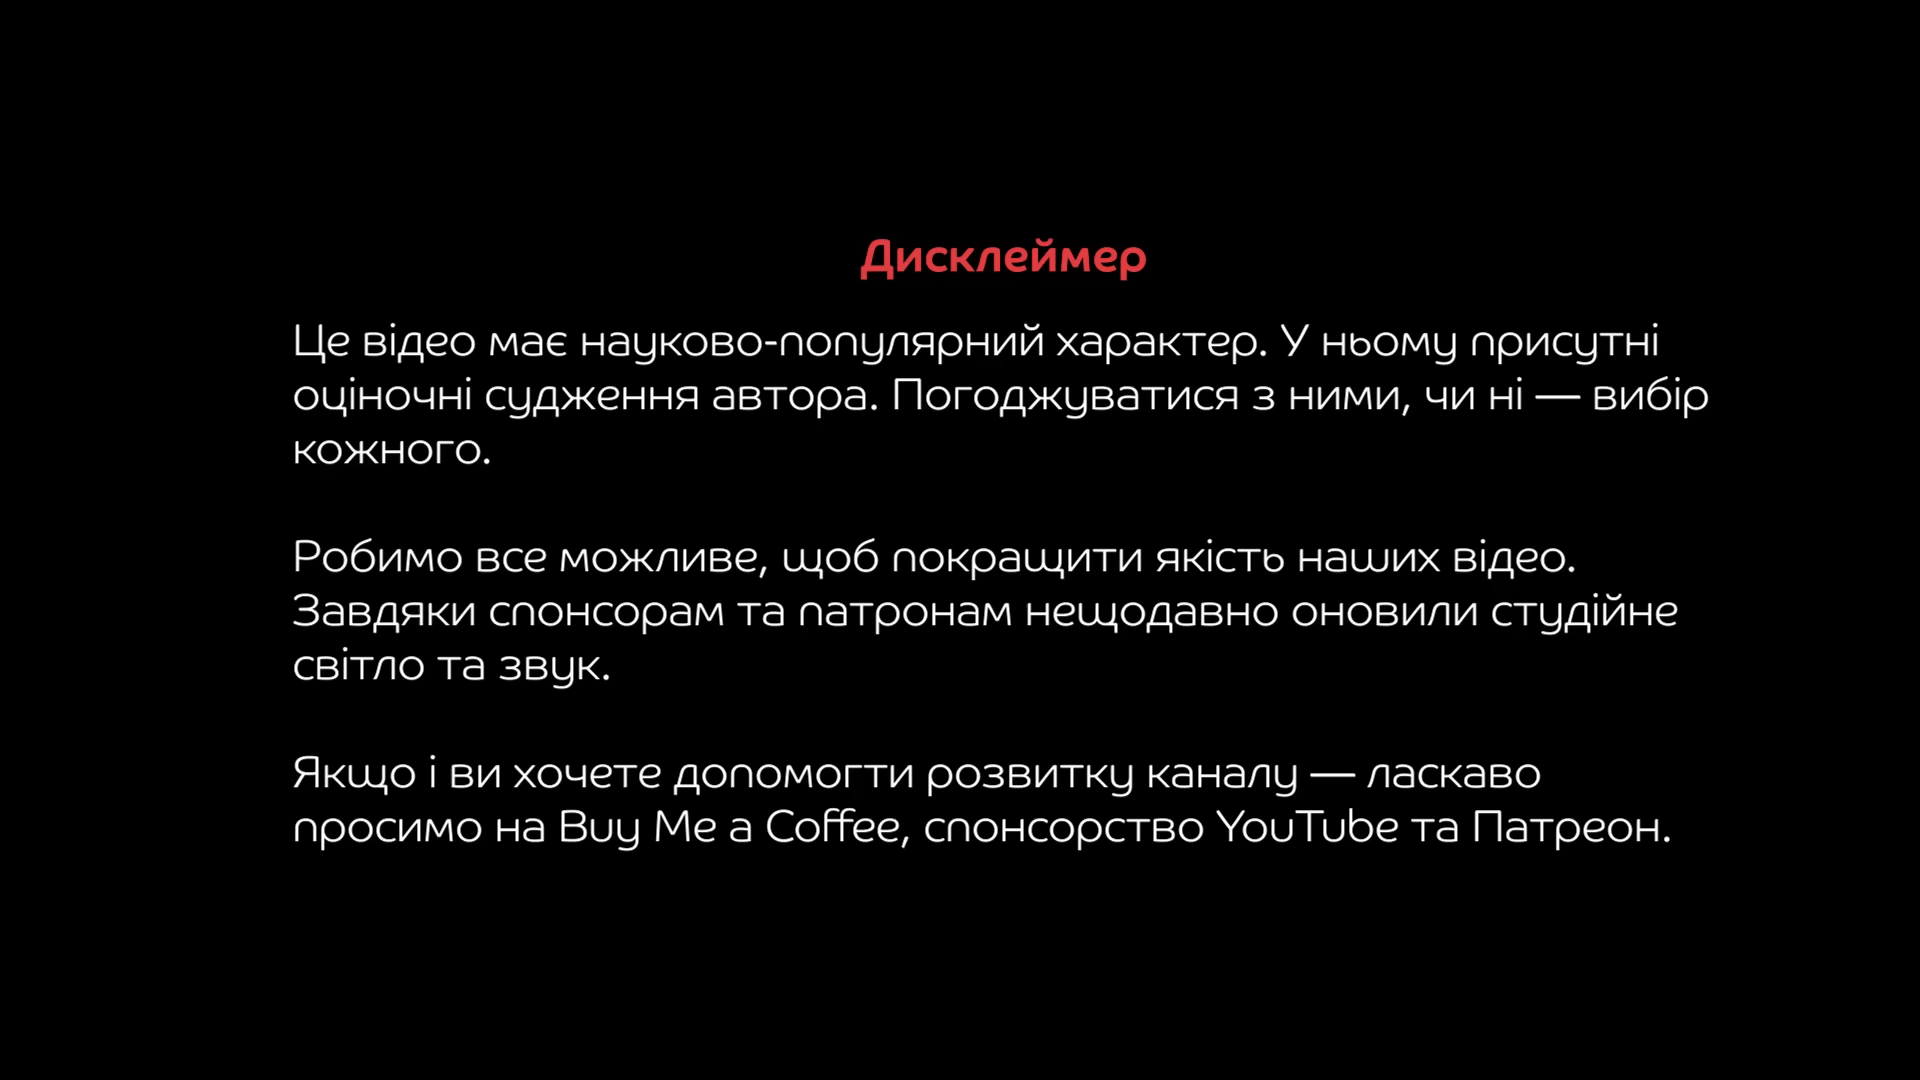 Дисклеймер
Це відео має науково-популярний характер. У ньому присутні
оціночні судження автора. Погоджуватися з ними, чи ні — вибір
кожного.
Робимо все можливе, щоб покращити якість наших відео.
Завдяки спонсорам та патронам нещодавно оновили студійне
світло та звук.
Якщо і ви хочете допомогти розвитку каналу — ласкаво
просимо на Buy Me a Coffee, спонсорство YouTube та Патреон.